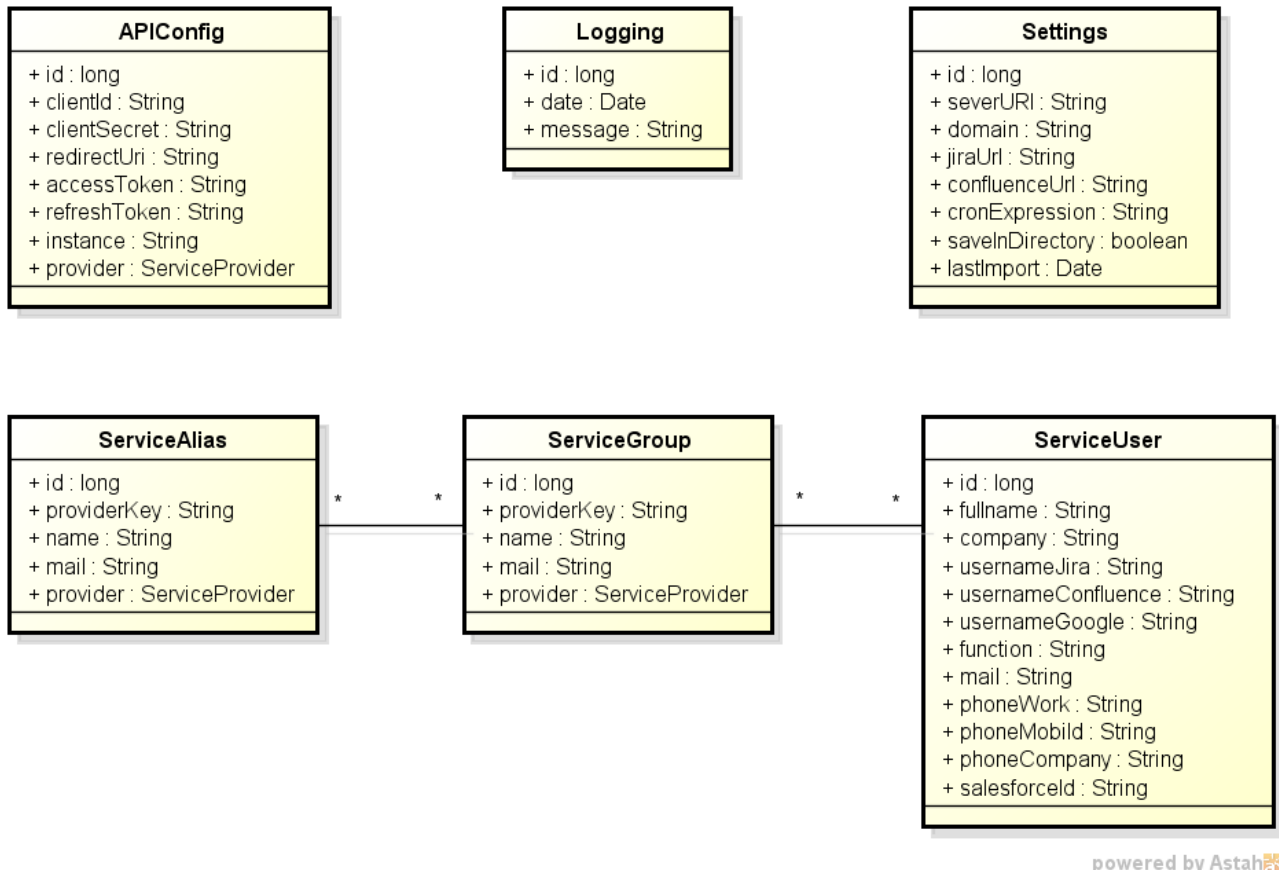 APIConfig
+ id : long
+ clientId : String
+ clientSecret : String
+ redirectUri : String
+ accessToken : String
+ refreshToken : String
+ instance : String
+ provider : ServiceProvider
Logging
+ id : long
+ date : Date
+ message : String
Settings
+ id : long
+ severURI : String
+ domain : String
+ jiraUrl : String
+ confluenceUrl : String
+ cronExpression : String
+ saveInDirectory : boolean
+ lastImport : Date
ServiceAlias
+ id : long
+ providerKey : String
+ name : String
+ mail : String
+ provider : ServiceProvider
* *
ServiceGroup
+ id : long
+ providerKey : String
+ name : String
+ mail : String
+ provider : ServiceProvider
* *
ServiceUser
+ id : long
+ fullname : String
+ company : String
+ usernameJira : String
+ usernameConfluence : String
+ usernameGoogle : String
+ function : String
+ mail : String
+ phoneWork : String
+ phoneMobild : String
+ phoneCompany : String
+ salesforceId : String
powered by Astah